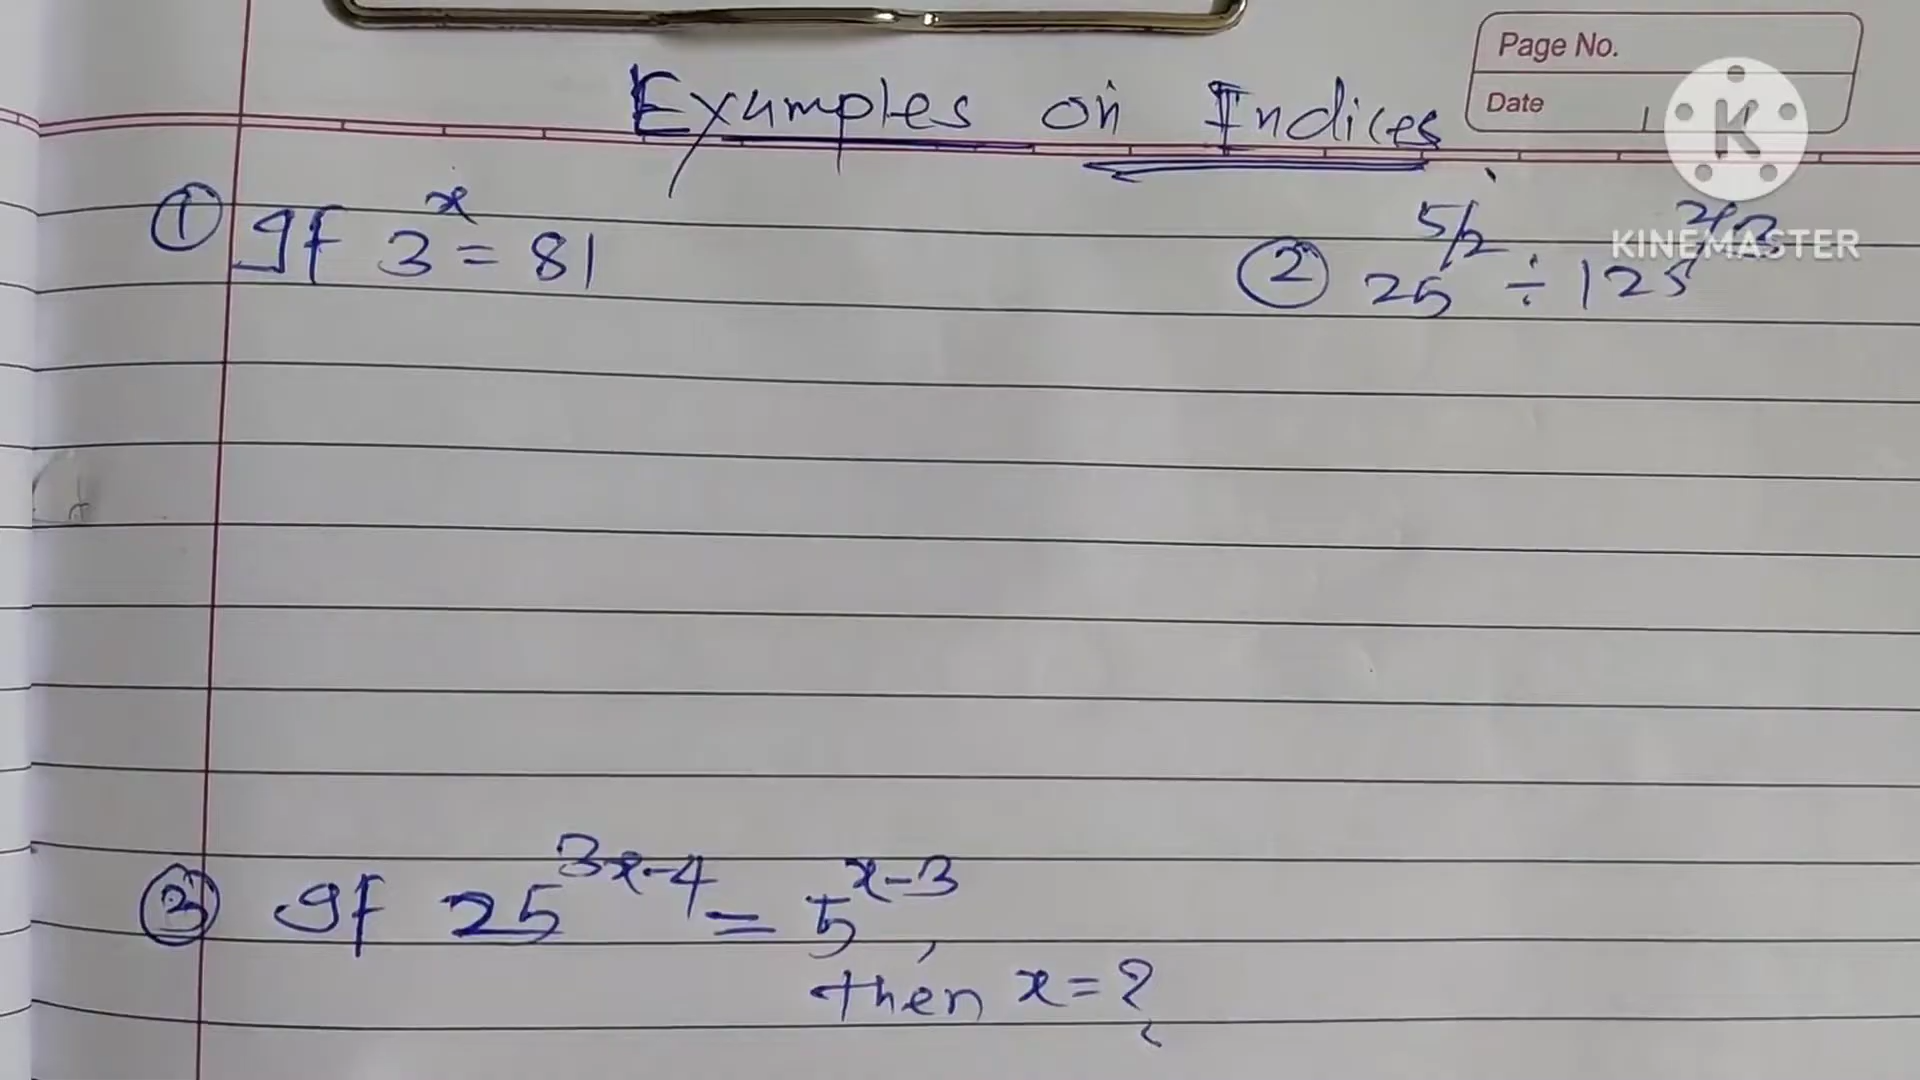 Page No.
Date
K
KINEMASTER
Examples on Indices
① If 3^x = 81
② 25^5/2 ÷ 125^2/3
③ If 25^3x-4 = 5^x-3,
then x = ?